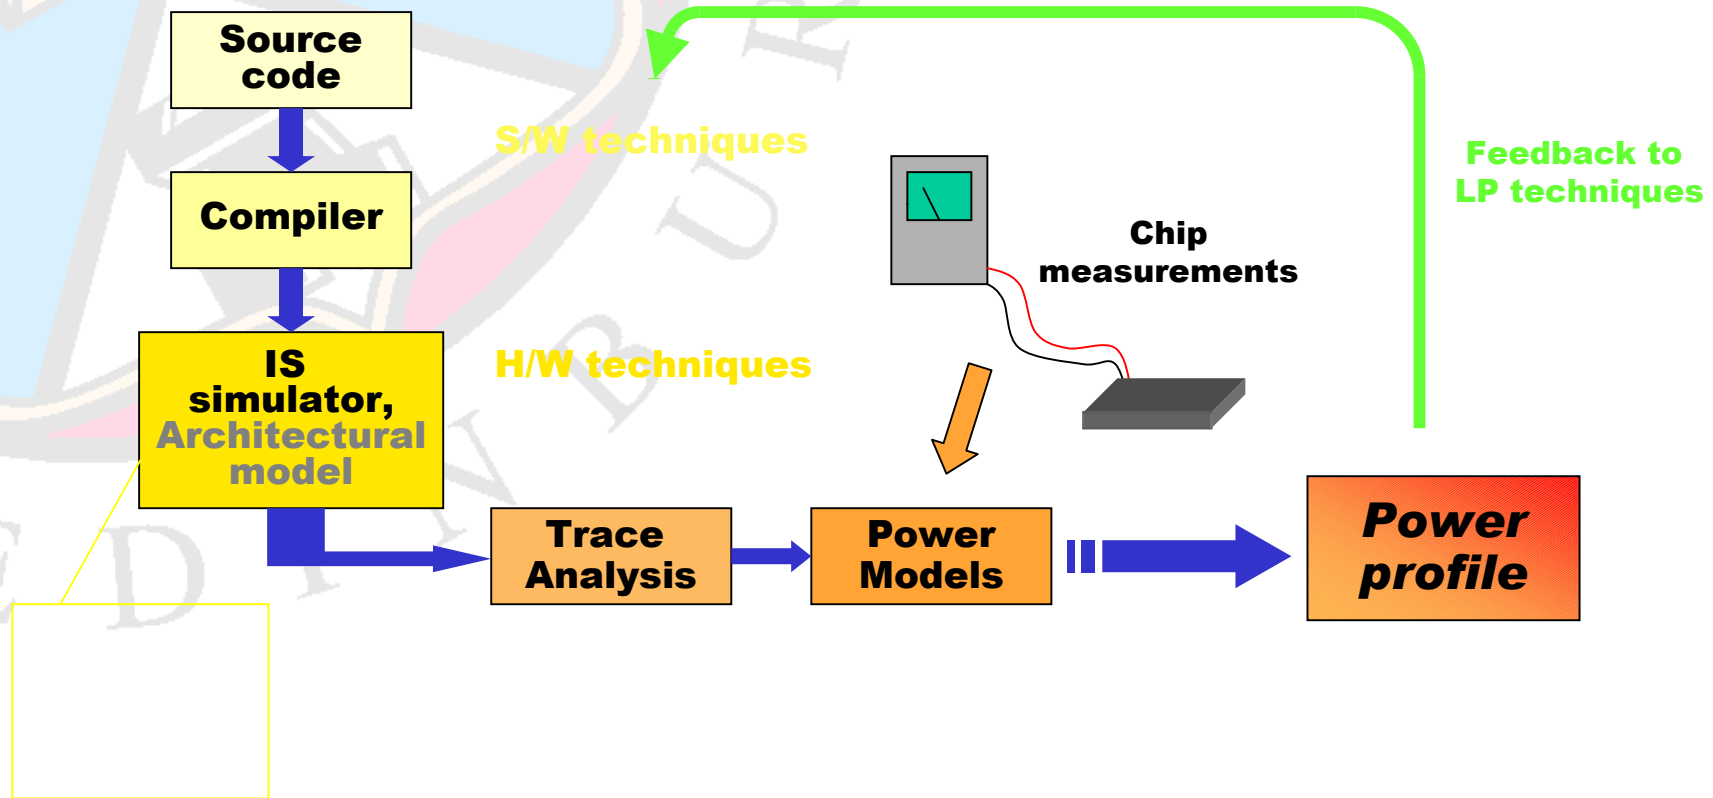 Source
code
S/W techniques
Feedback to
LP techniques
Compiler
Chip
measurements
IS
simulator,
Architectural
model
H/W techniques
Trace
Analysis
Power
Models
Power
profile
E D I N B U R